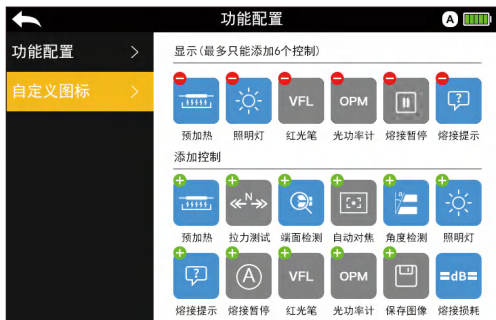 功能配置
A
功能配置
自定义图标
显示(最多只能添加6个控制)
VFL OPM
预加热 照明灯 红光笔 光功率计 熔接暂停 熔接提示
添加控制
N
预加热 拉力测试 端面检测 自动对焦 角度检测 照明灯
A VFL OPM =dB=
熔接提示 熔接暂停 红光笔 光功率计 保存图像 熔接损耗